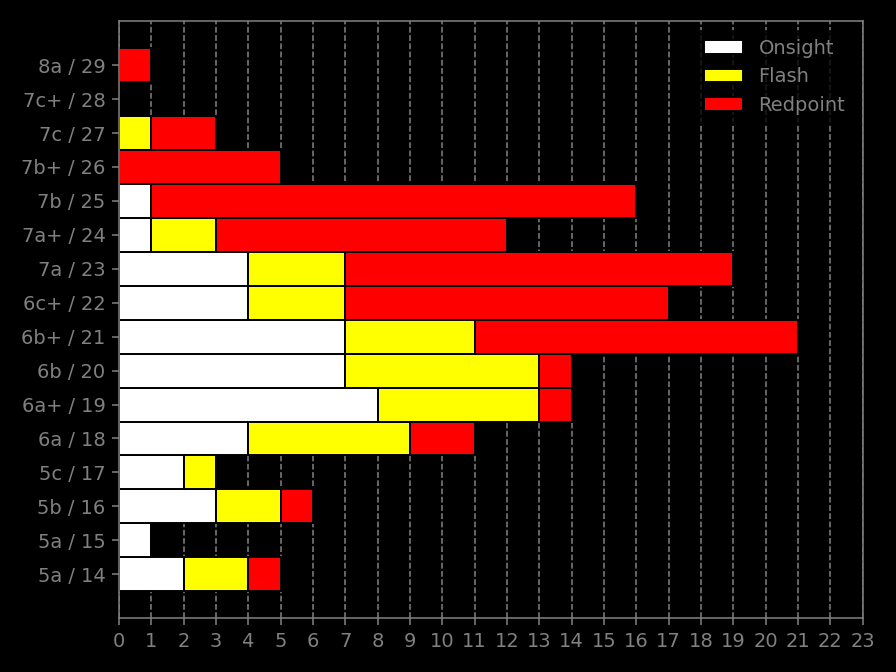 Onsight
Flash
Redpoint
8a / 29
7c+ / 28
7c / 27
7b+ / 26
7b / 25
7a+ / 24
7a / 23
6c+ / 22
6b+ / 21
6b / 20
6a+ / 19
6a / 18
5c / 17
5b / 16
5a / 15
5a / 14
0 1 2 3 4 5 6 7 8 9 10 11 12 13 14 15 16 17 18 19 20 21 22 23